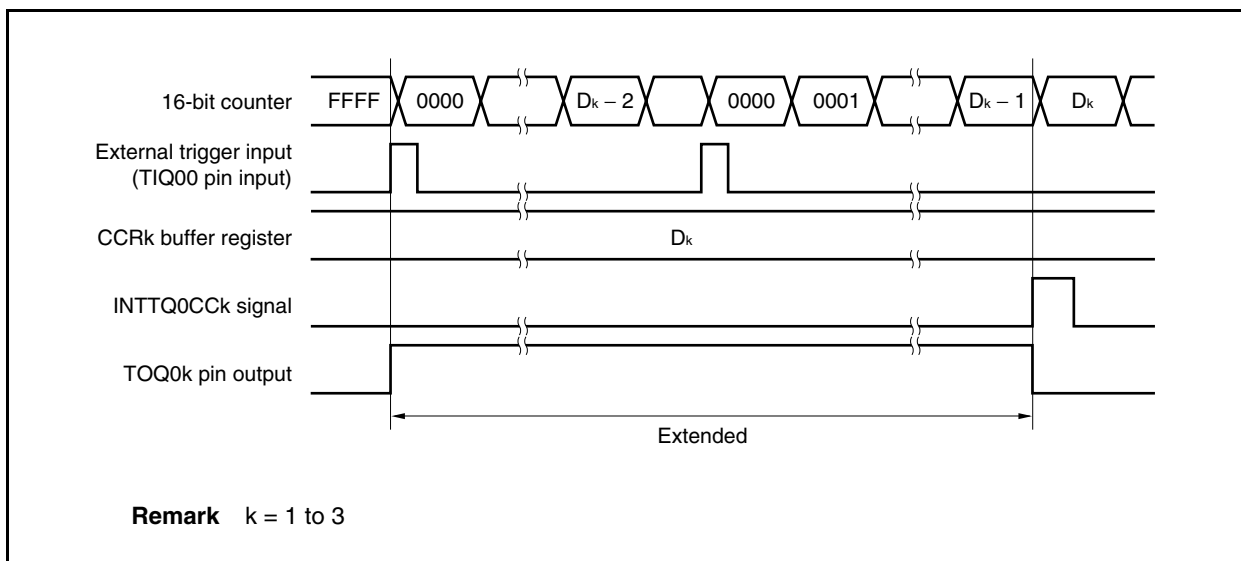 16-bit counter FFFF 0000 Dk − 2 0000 0001 Dk − 1 Dk
External trigger input
(TIQ00 pin input)
CCRk buffer register Dk
INTTQ0CCk signal
TOQ0k pin output
Extended
Remark k = 1 to 3